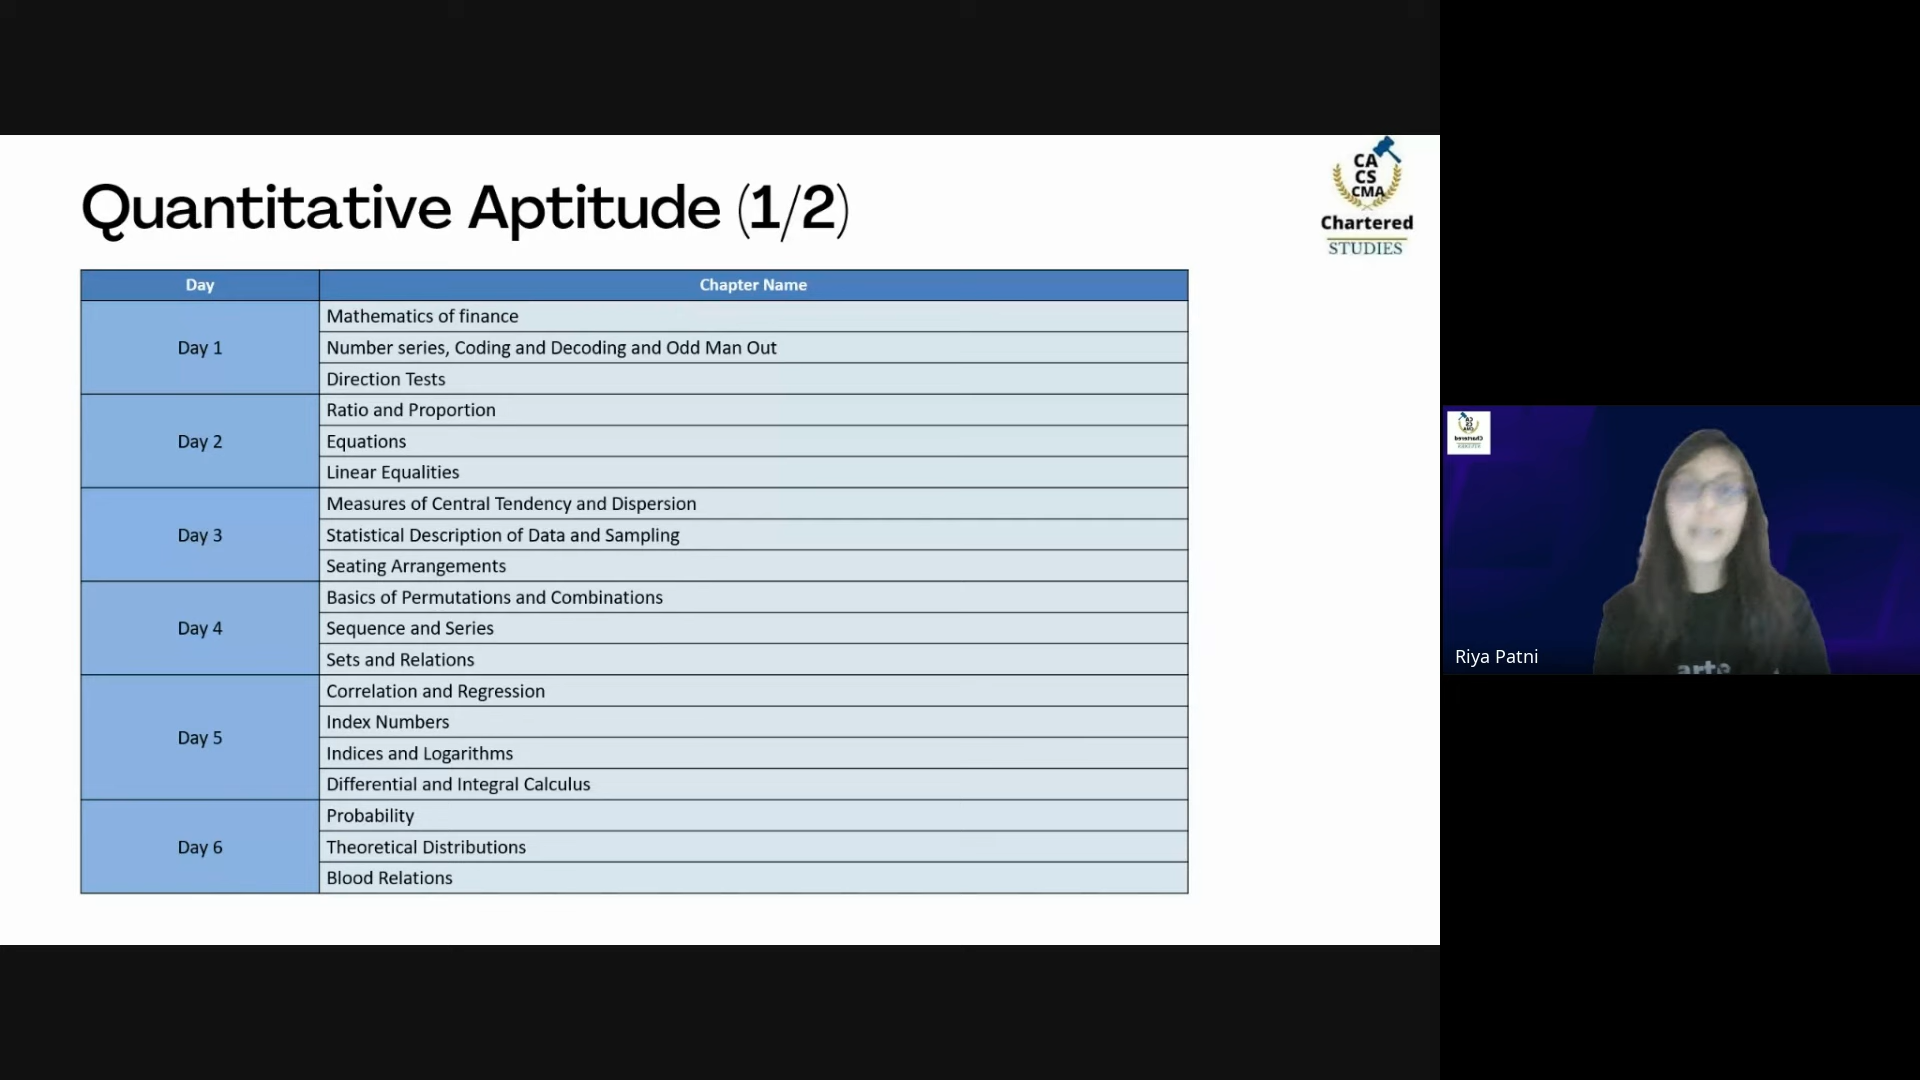 Quantitative Aptitude (1/2)
CA
CS
CMA
Chartered
STUDIES
Day Chapter Name
Day 1
Mathematics of finance
Number series, Coding and Decoding and Odd Man Out
Direction Tests
Day 2
Ratio and Proportion
Equations
Linear Equalities
Day 3
Measures of Central Tendency and Dispersion
Statistical Description of Data and Sampling
Seating Arrangements
Day 4
Basics of Permutations and Combinations
Sequence and Series
Sets and Relations
Day 5
Correlation and Regression
Index Numbers
Indices and Logarithms
Differential and Integral Calculus
Day 6
Probability
Theoretical Distributions
Blood Relations
Riya Patni